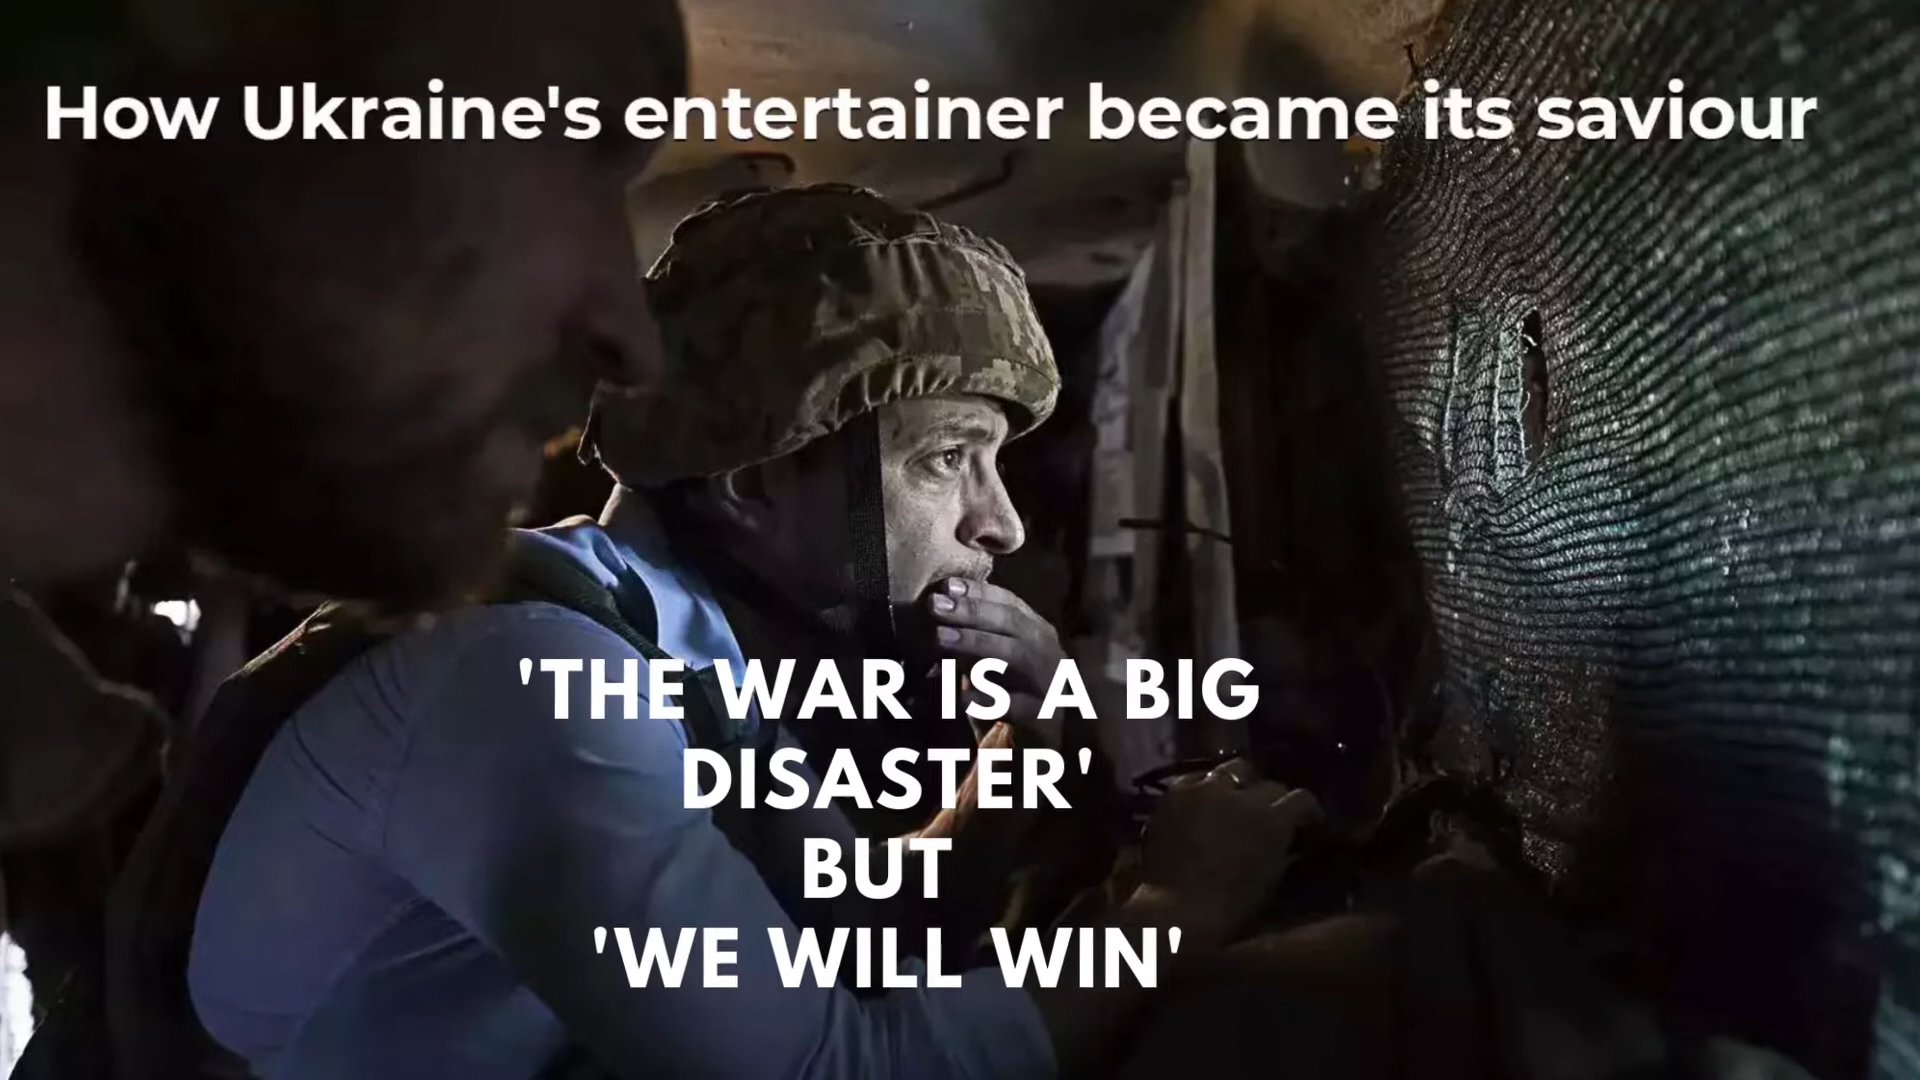 How Ukraine's entertainer became its saviour
'THE WAR IS A BIG
DISASTER'
BUT
'WE WILL WIN'